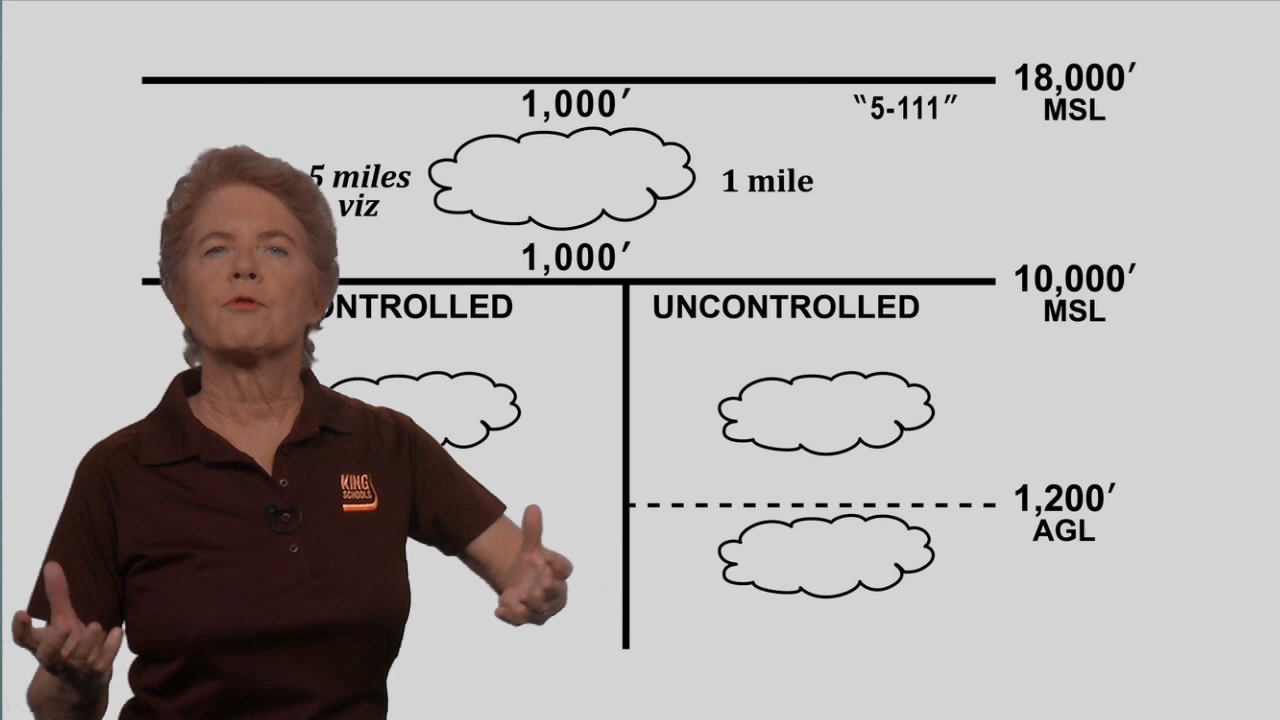 18,000′
MSL
1,000′
“5-111”
5 miles
viz
1 mile
1,000′
10,000′
MSL
ONTROLLED
UNCONTROLLED
KING
SCHOOLS
1,200′
AGL